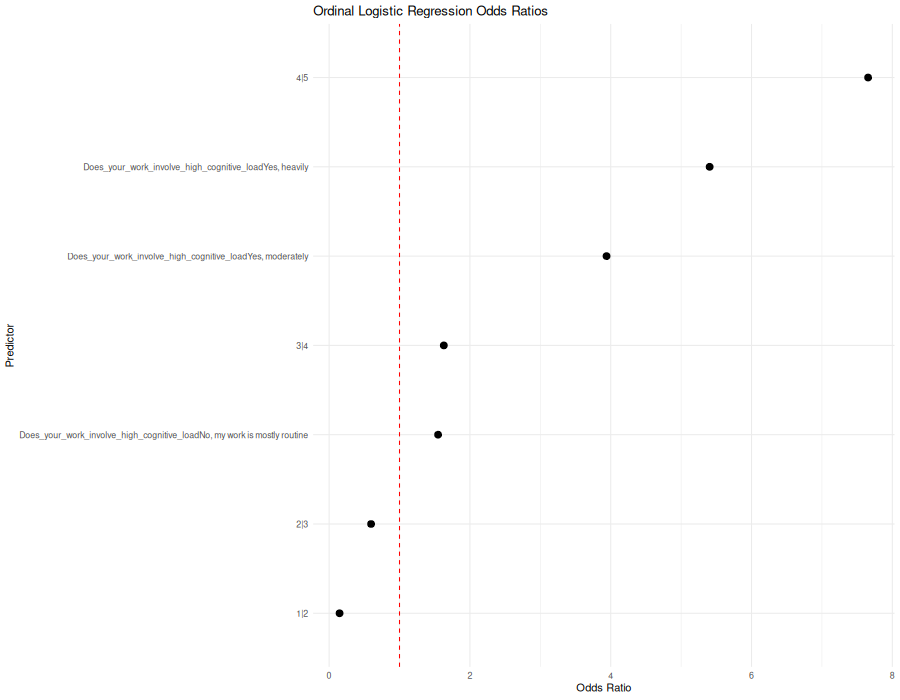 Ordinal Logistic Regression Odds Ratios
4|5
Does_your_work_involve_high_cognitive_loadYes, heavily
Does_your_work_involve_high_cognitive_loadYes, moderately
3|4
Does_your_work_involve_high_cognitive_loadNo, my work is mostly routine
2|3
1|2
Predictor
0 2 4 6 8
Odds Ratio